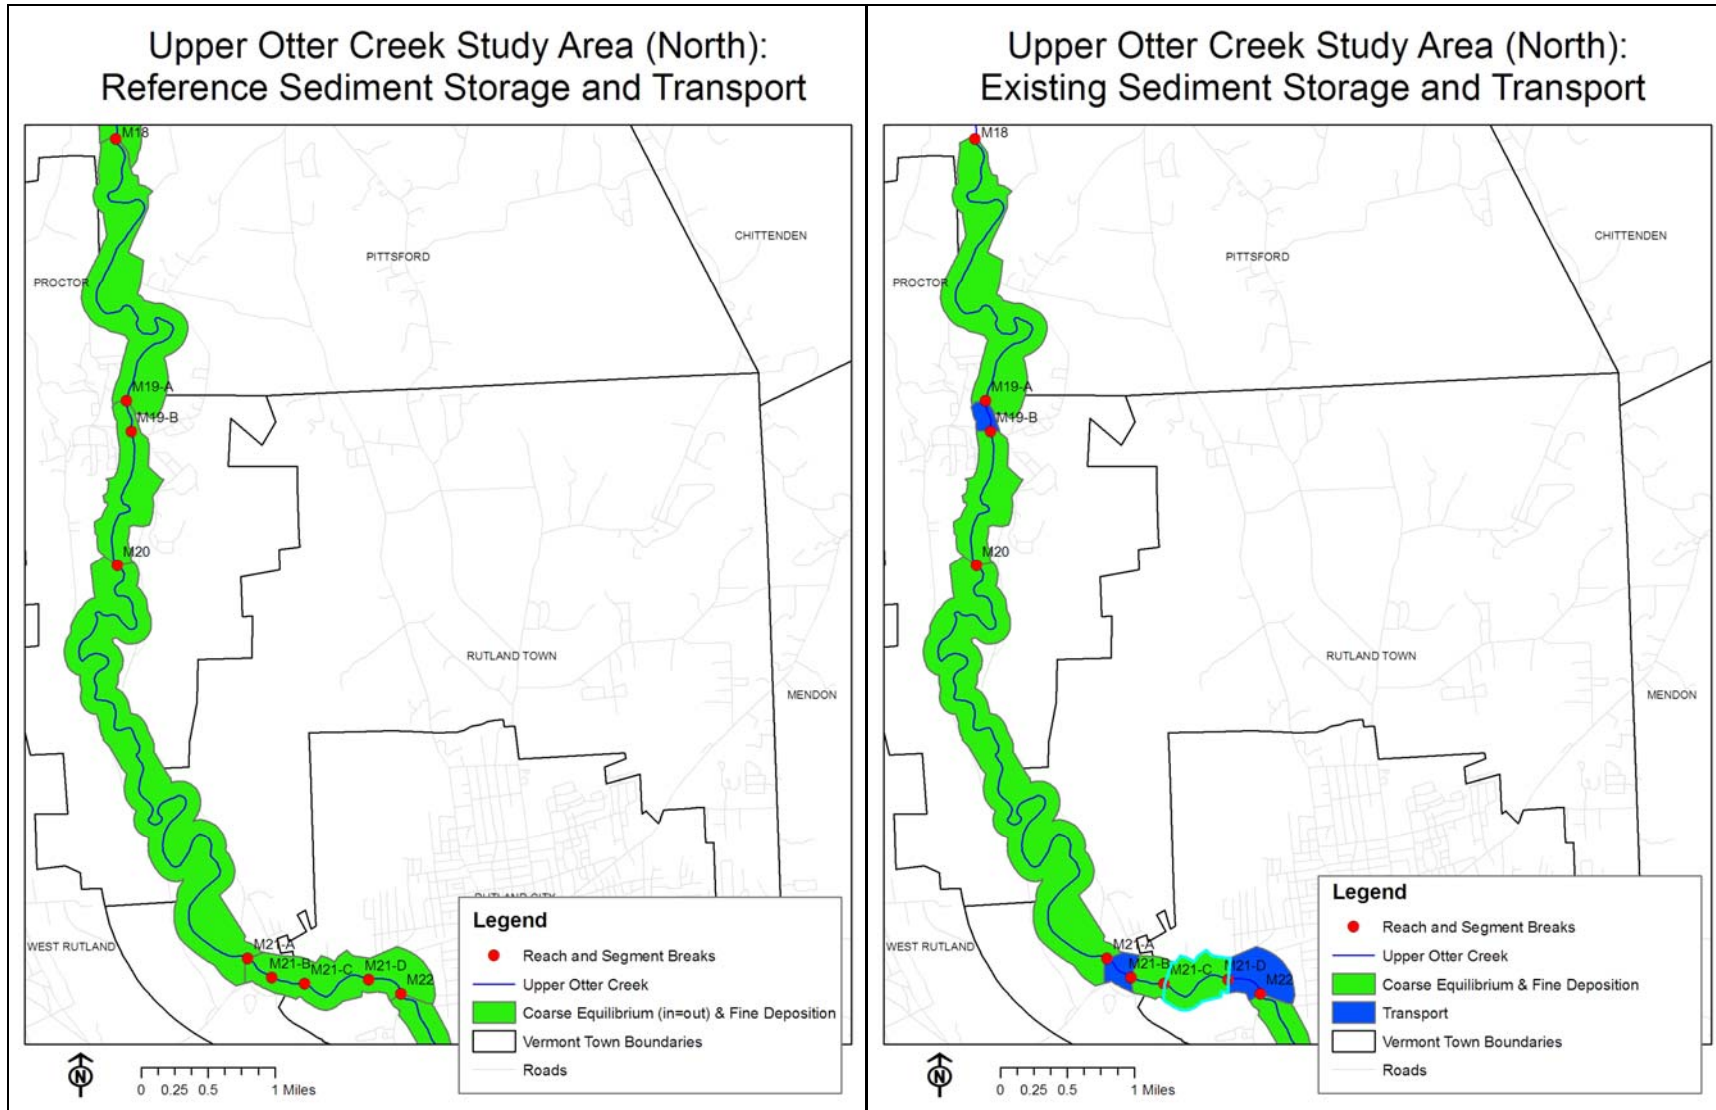 Upper Otter Creek Study Area (North):
Reference Sediment Storage and Transport
M18
CHITTENDEN
PITTSFORD
PROCTOR
M19-A
M19-B
M20
RUTLAND TOWN
MENDON
RUTLAND CITY
WEST RUTLAND
M21-A
M21-B
M21-C
M21-D
M22
Legend
Reach and Segment Breaks
Upper Otter Creek
Coarse Equilibrium (in=out) & Fine Deposition
Vermont Town Boundaries
Roads
N
0 0.25 0.5 1 Miles
Upper Otter Creek Study Area (North):
Existing Sediment Storage and Transport
M18
CHITTENDEN
PITTSFORD
PROCTOR
M19-A
M19-B
M20
RUTLAND TOWN
MENDON
WEST RUTLAND
M21-A
M21-B
M21-C
M21-D
M22
Legend
Reach and Segment Breaks
Upper Otter Creek
Coarse Equilibrium & Fine Deposition
Transport
Vermont Town Boundaries
Roads
N
0 0.25 0.5 1 Miles